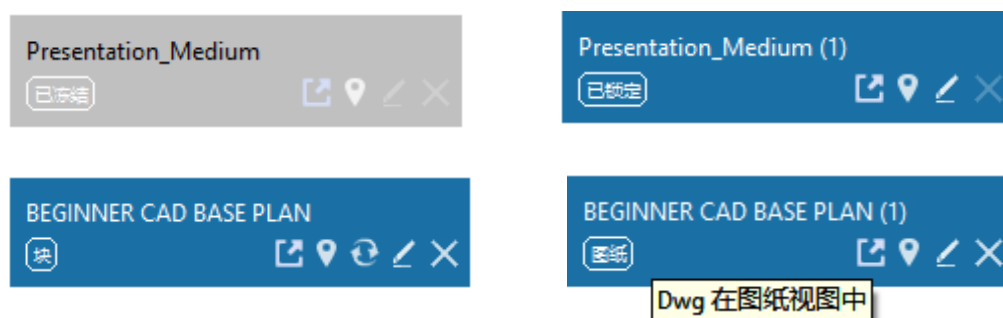 Presentation_Medium
已冻结
Presentation_Medium (1)
已锁定
BEGINNER CAD BASE PLAN
块
BEGINNER CAD BASE PLAN (1)
图纸
Dwg 在图纸视图中